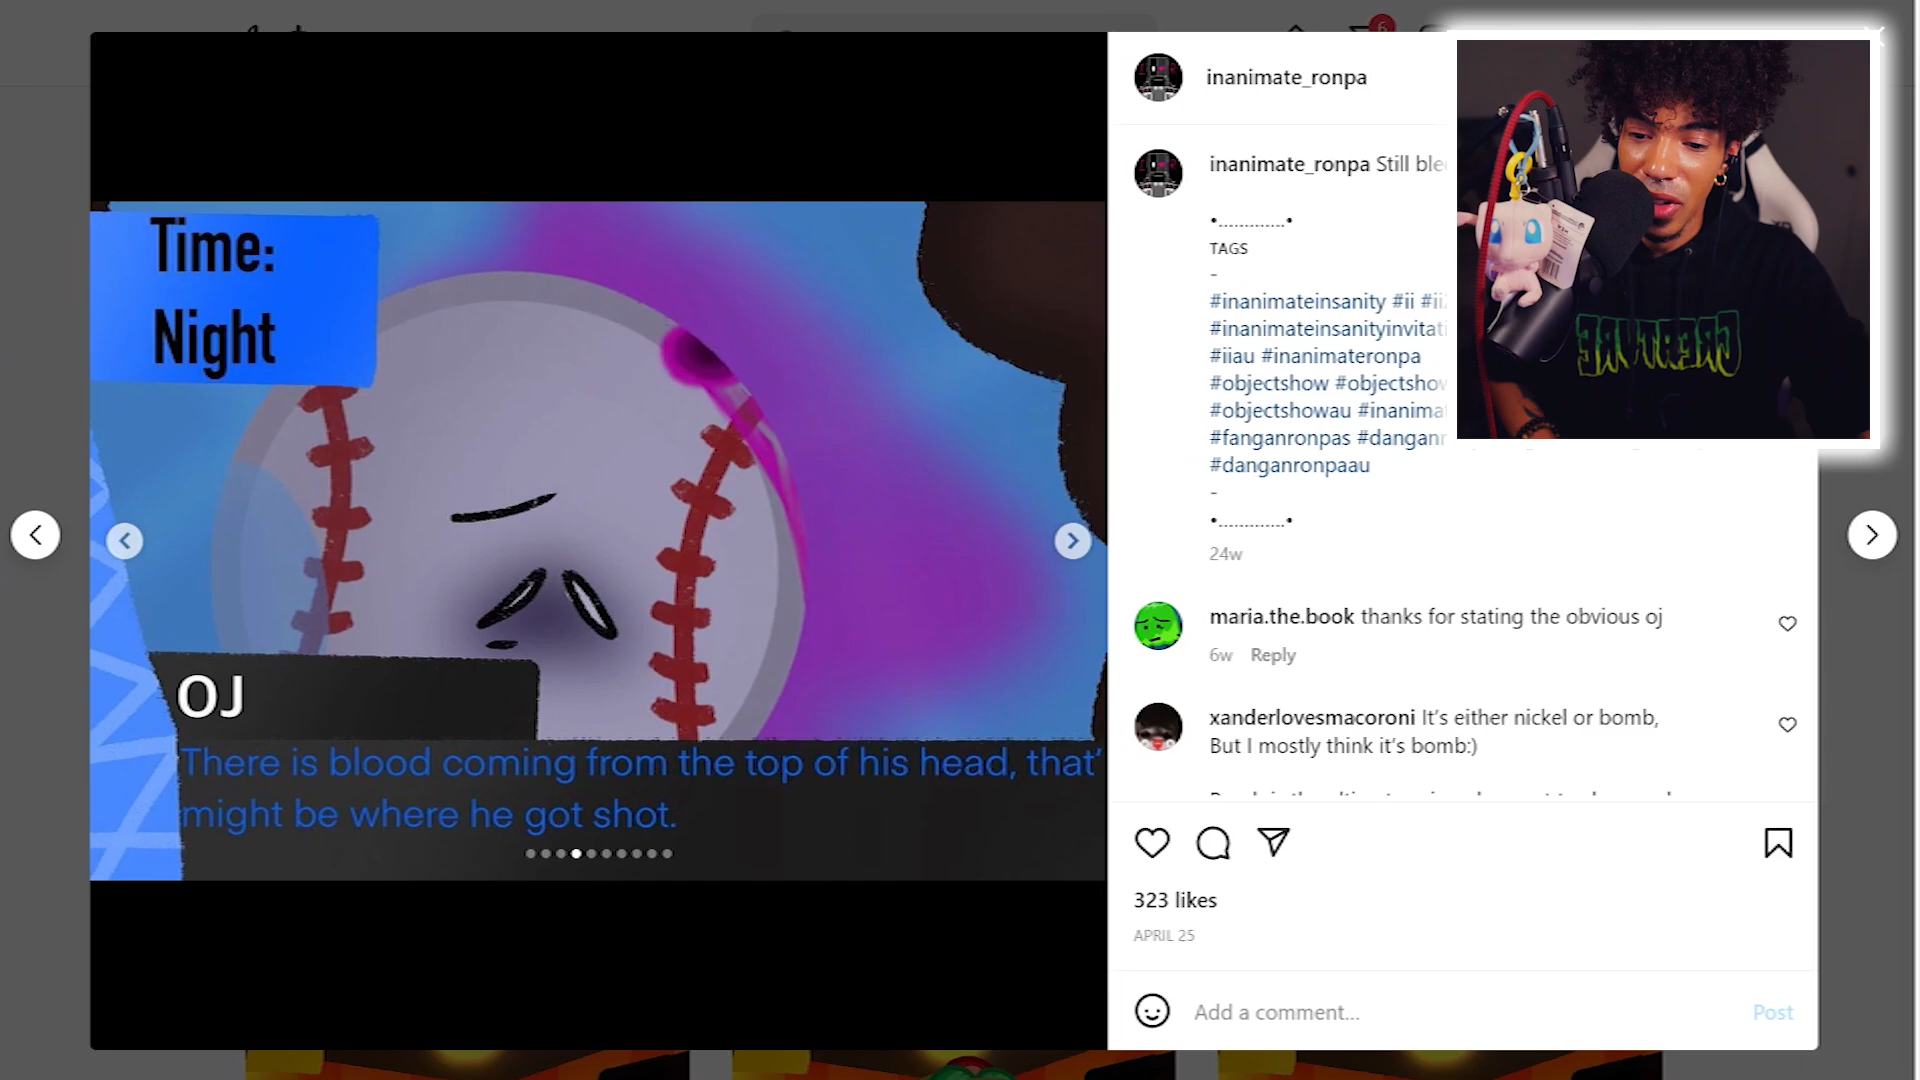 6
inanimate_ronpa
inanimate_ronpa Still
•.............•
TAGS
-
#inanimateinsanity #ii
#iiau #inanimateronpa
#objectshow
#objectshowau
#fanganronpas
#danganronpaau
-
•.............•
24w
maria.the.book thanks for stating the obvious oj
6w Reply
xanderlovesmacoroni It's either nickel or bomb,
But I mostly think it's bomb:)
323 likes
APRIL 25
Add a comment...
Post
Time:
Night
OJ
There is blood coming from the top of his head, that'
might be where he got shot.